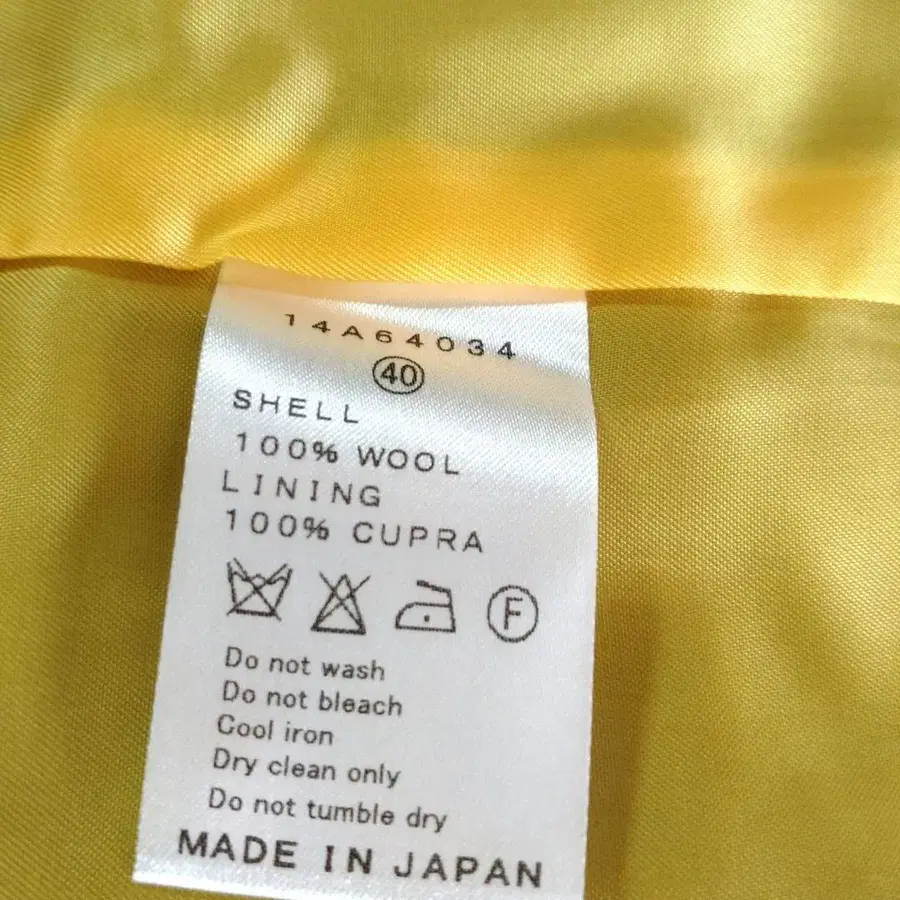 14A64034
40
SHELL
100% WOOL
LINING
100% CUPRA
F
Do not wash
Do not bleach
Cool iron
Dry clean only
Do not tumble dry
MADE IN JAPAN